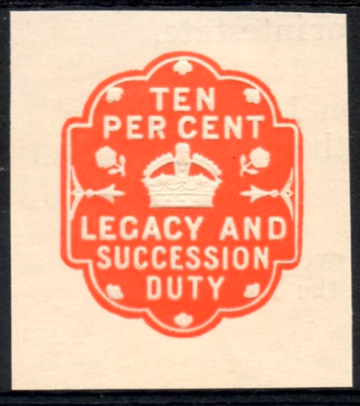 TEN
PER CENT
LEGACY AND
SUCCESSION
DUTY